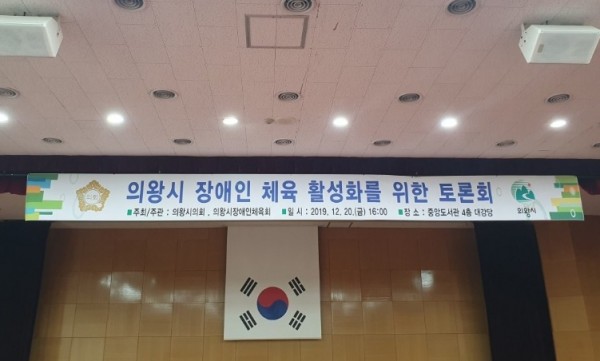 의왕시 장애인 체육 활성화를 위한 토론회
■ 주최/주관 : 의왕시의회 , 의왕시장애인체육회 ■ 일 시 : 2019, 12, 20,(금) 16:00 ■ 장 소 : 중앙도서관 4층 대강당
의왕시